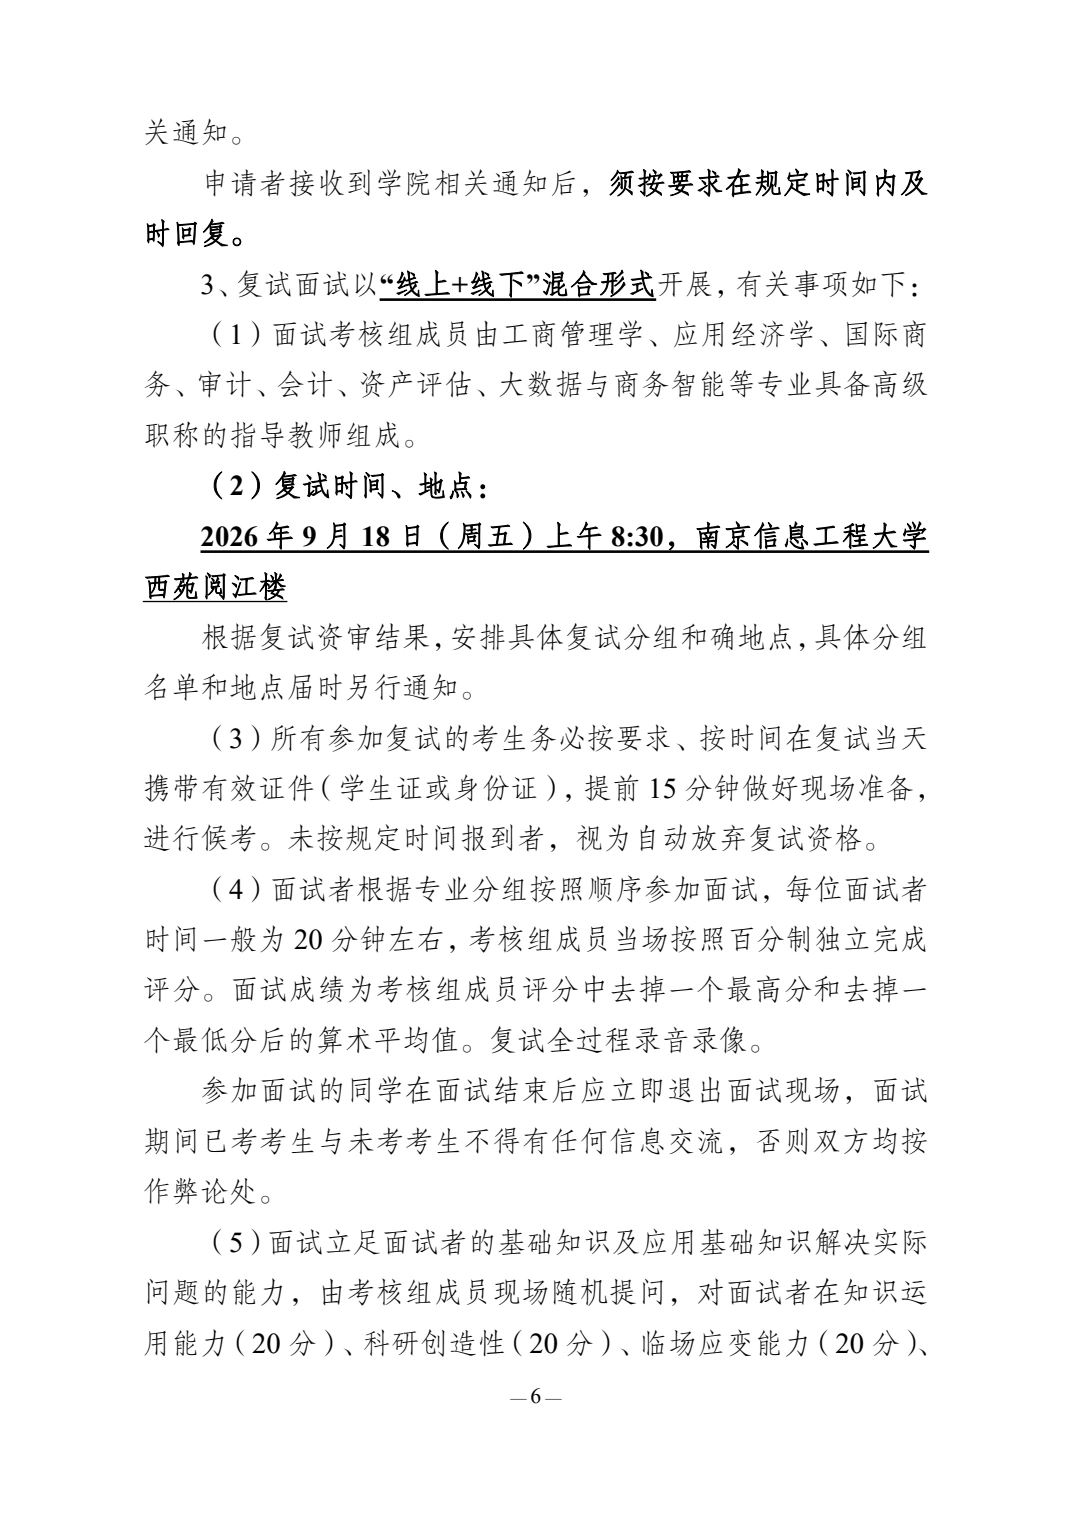 关通知。
申请者接收到学院相关通知后，须按要求在规定时间内及
时回复。
3、复试面试以“线上+线下”混合形式开展，有关事项如下：
（1）面试考核组成员由工商管理学、应用经济学、国际商
务、审计、会计、资产评估、大数据与商务智能等专业具备高级
职称的指导教师组成。
（2）复试时间、地点：
2026 年 9 月 18 日（周五）上午 8:30，南京信息工程大学
西苑阅江楼
根据复试资审结果，安排具体复试分组和确地点，具体分组
名单和地点届时另行通知。
（3）所有参加复试的考生务必按要求、按时间在复试当天
携带有效证件（学生证或身份证），提前 15 分钟做好现场准备，
进行候考。未按规定时间报到者，视为自动放弃复试资格。
（4）面试者根据专业分组按照顺序参加面试，每位面试者
时间一般为 20 分钟左右，考核组成员当场按照百分制独立完成
评分。面试成绩为考核组成员评分中去掉一个最高分和去掉一
个最低分后的算术平均值。复试全过程录音录像。
参加面试的同学在面试结束后应立即退出面试现场，面试
期间已考考生与未考考生不得有任何信息交流，否则双方均按
作弊论处。
（5）面试立足面试者的基础知识及应用基础知识解决实际
问题的能力，由考核组成员现场随机提问，对面试者在知识运
用能力（20 分）、科研创造性（20 分）、临场应变能力（20 分）、
—6—